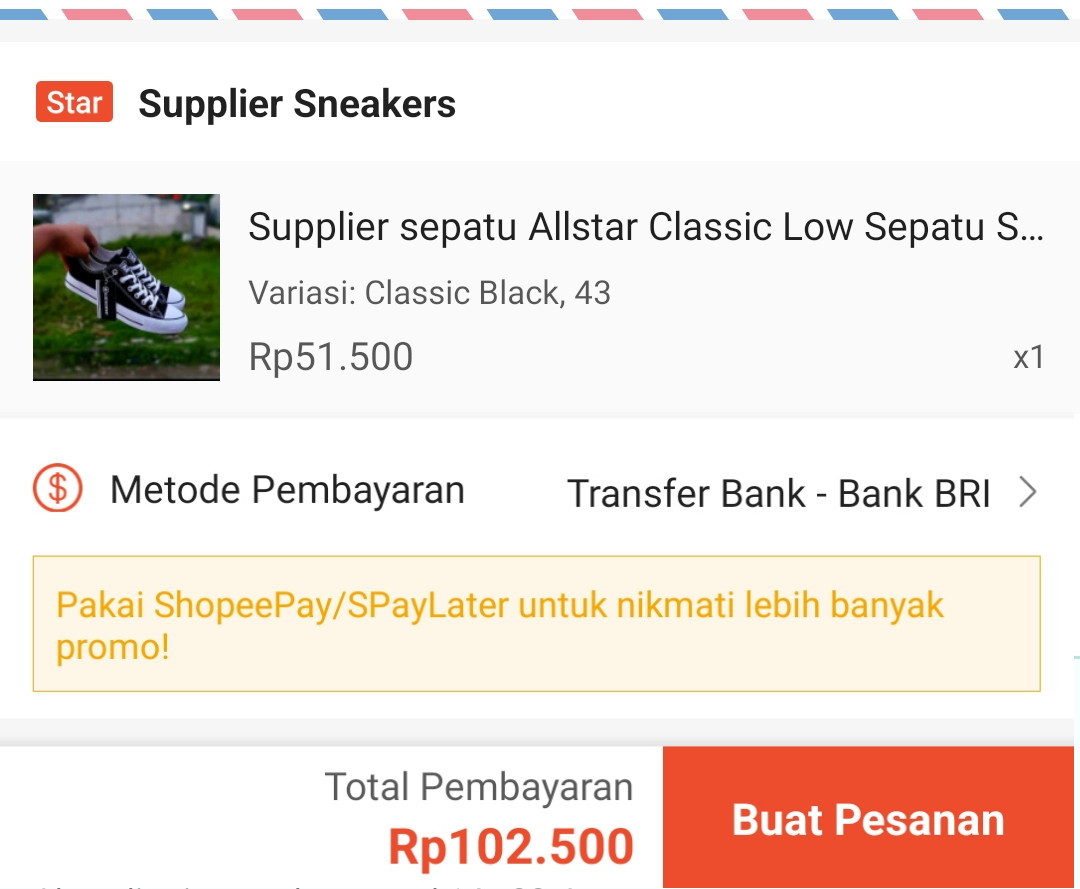 Star Supplier Sneakers
Supplier sepatu Allstar Classic Low Sepatu S...
Variasi: Classic Black, 43
Rp51.500 x1
Metode Pembayaran Transfer Bank - Bank BRI
Pakai ShopeePay/SPayLater untuk nikmati lebih banyak
promo!
Total Pembayaran
Rp102.500
Buat Pesanan